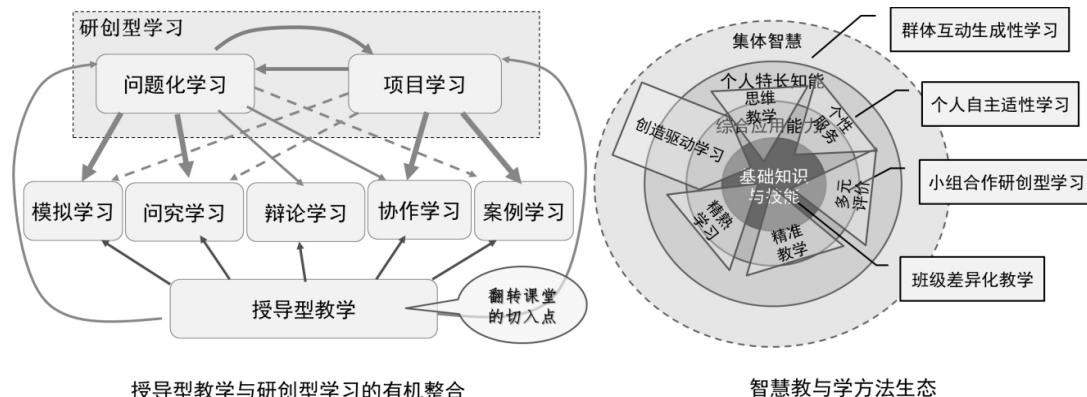 研创型学习
问题化学习
项目学习
模拟学习
问究学习
辩论学习
协作学习
案例学习
授导型教学
翻转课堂
的切入点
授导型教学与研创型学习的有机整合
集体智慧
个人特长知能
思维
教学
个性
服务
综合应用能力
创造驱动学习
基础知识
与技能
多元
评价
精熟
学习
精准
教学
群体互动生成性学习
个人自主适性学习
小组合作研创型学习
班级差异化教学
智慧教与学方法生态